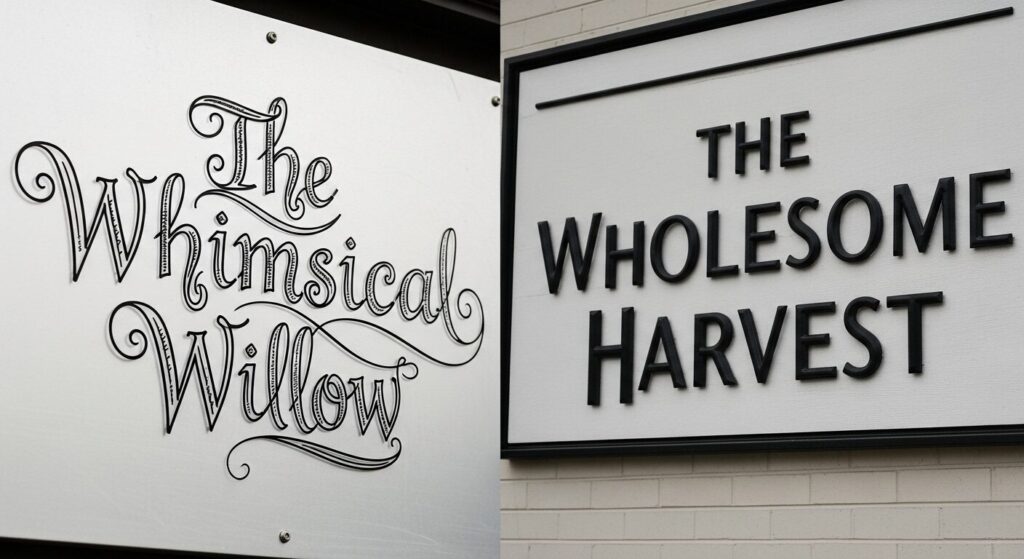 The
Whimsical
Willow
THE
WHOLESOME
HARVEST